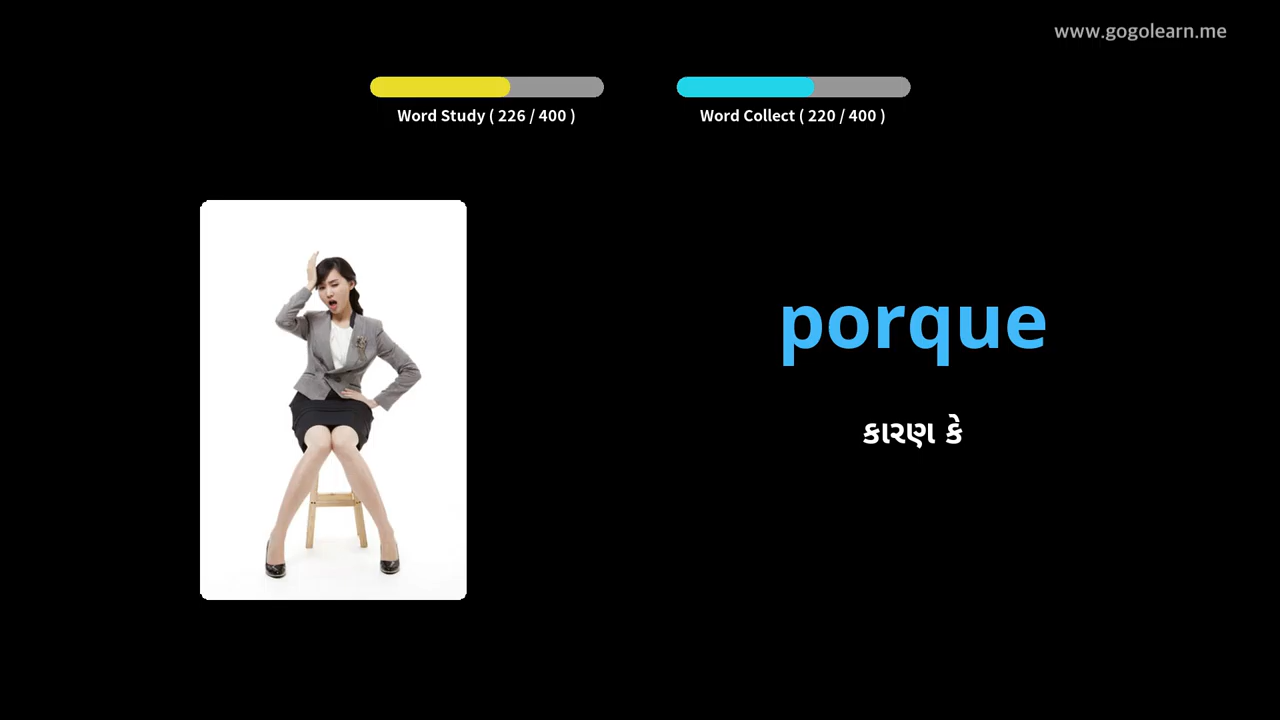 www.gogolearn.me
Word Study ( 226 / 400 )
Word Collect ( 220 / 400 )
porque
કારણ કે